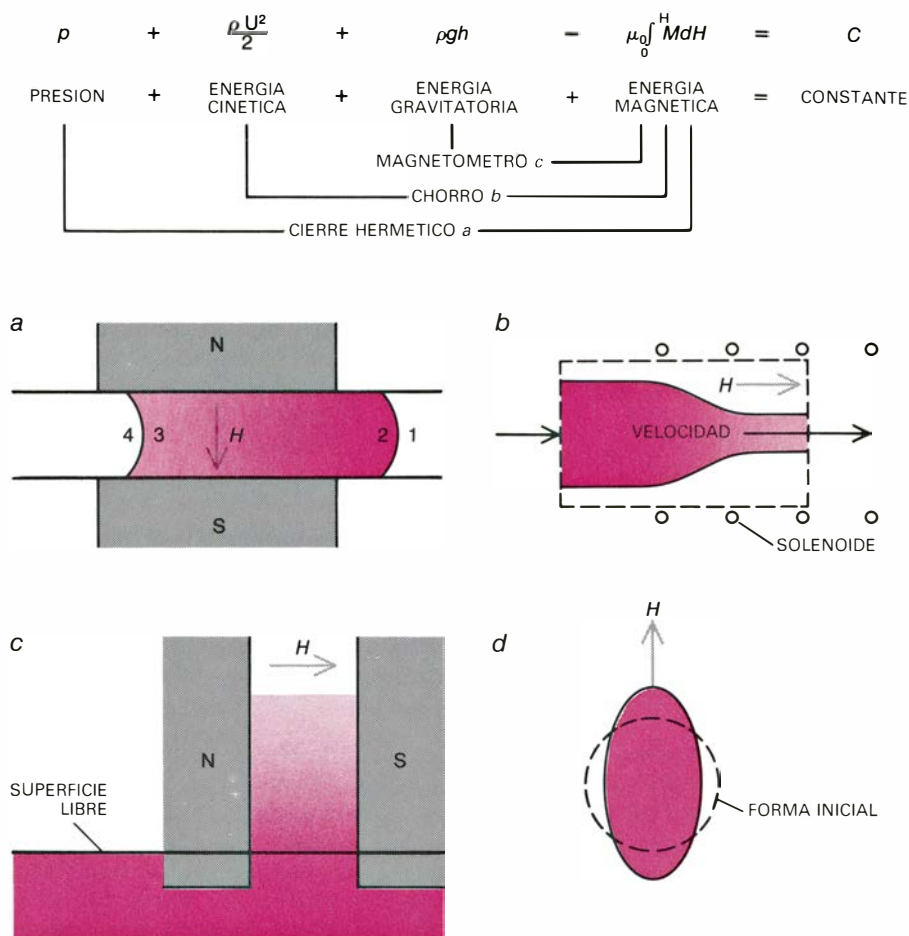 p + ρU²/2 + ρgh - μ₀∫₀ᴴ MdH = C
PRESION + ENERGIA CINETICA + ENERGIA GRAVITATORIA + ENERGIA MAGNETICA = CONSTANTE
MAGNETOMETRO c
CHORRO b
CIERRE HERMETICO a
a
N
4 3 H 2 1
S
b
H
VELOCIDAD
SOLENOIDE
c
H
N S
SUPERFICIE
LIBRE
d
H
FORMA INICIAL